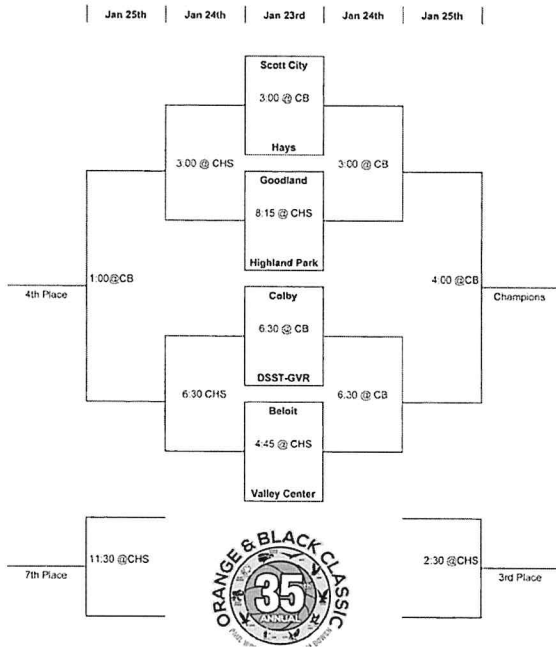 Jan 25th Jan 24th Jan 23rd Jan 24th Jan 25th
Scott City
3:00 @ CB
Hays
3:00 @ CHS
3:00 @ CB
Goodland
8:15 @ CHS
Highland Park
1:00@CB
4:00 @CB
4th Place
Champions
Colby
6:30 @ CB
DSST-GVR
6:30 CHS
6:30 @ CB
Beloit
4:45 @ CHS
Valley Center
11:30 @CHS
2:30 @CHS
7th Place
3rd Place
ORANGE & BLACK CLASSIC
35
ANNUAL